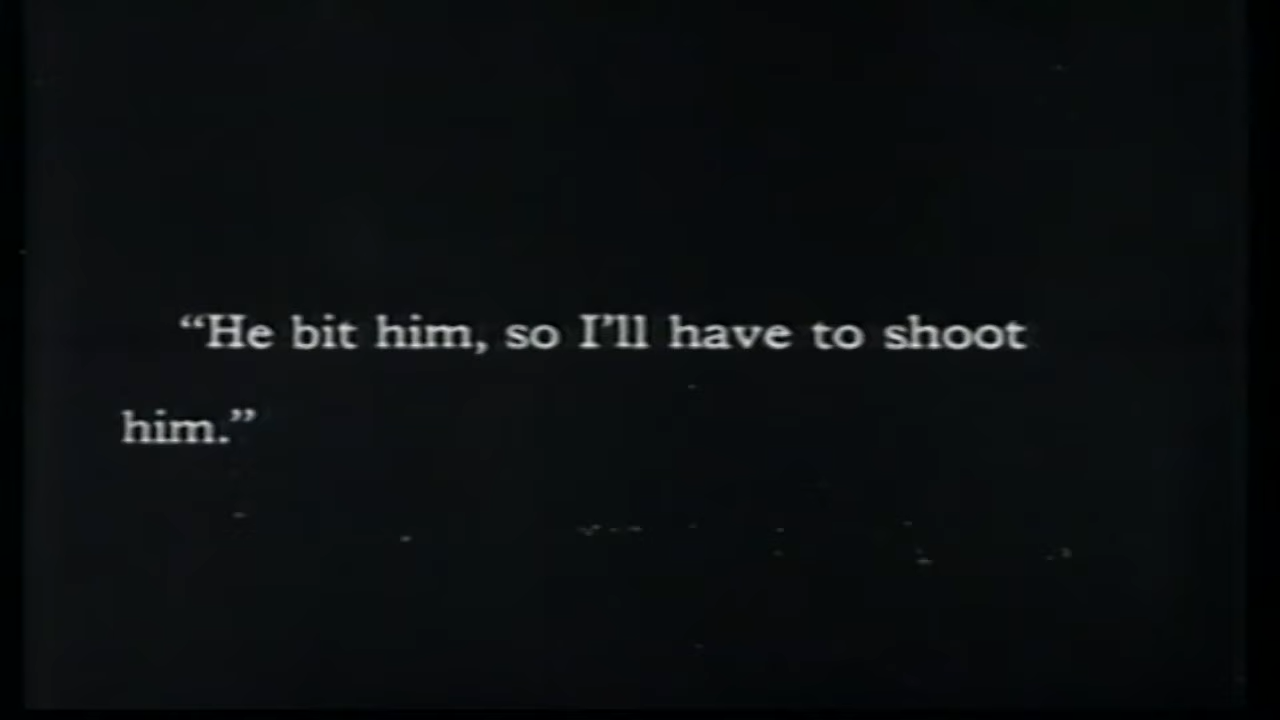 “He bit him, so I’ll have to shoot
him.”